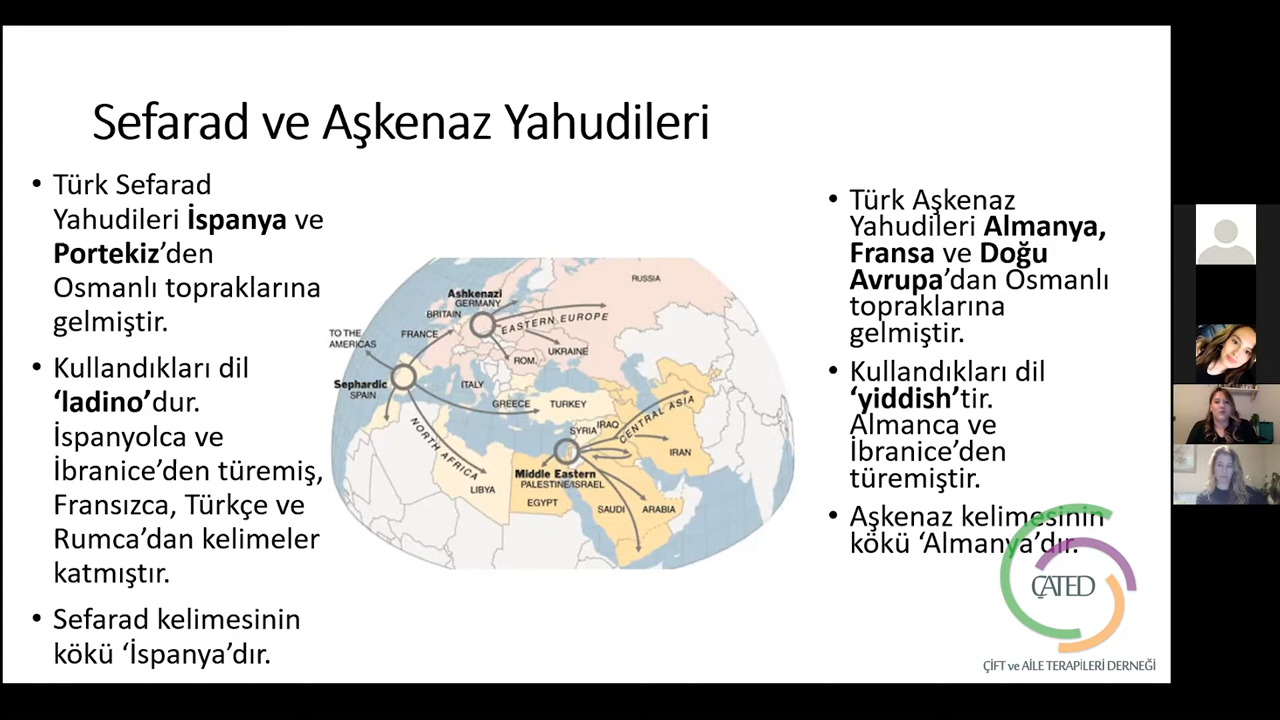 Sefarad ve Aşkenaz Yahudileri
• Türk Sefarad
Yahudileri İspanya ve
Portekiz’den
Osmanlı topraklarına
gelmiştir.
• Kullandıkları dil
‘ladino’dur.
İspanyolca ve
İbranice’den türemiş,
Fransızca, Türkçe ve
Rumca’dan kelimeler
katmıştır.
• Sefarad kelimesinin
kökü ‘İspanya’dır.
RUSSIA
Ashkenazi
GERMANY
BRITAIN
EASTERN EUROPE
FRANCE
TO THE
AMERICAS
UKRAINE
ROM.
Sephardic
SPAIN
ITALY
GREECE
TURKEY
CENTRAL ASIA
SYRIA
IRAQ
NORTH AFRICA
IRAN
Middle Eastern
PALESTINE/ISRAEL
LIBYA
EGYPT
SAUDI
ARABIA
• Türk Aşkenaz
Yahudileri Almanya,
Fransa ve Doğu
Avrupa’dan Osmanlı
topraklarına
gelmiştir.
• Kullandıkları dil
‘yiddish’tir.
Almanca ve
İbranice’den
türemiştir.
• Aşkenaz kelimesinin
kökü ‘Almanya’dır.
ÇATED
ÇİFT ve AİLE TERAPİLERİ DERNEĞİ